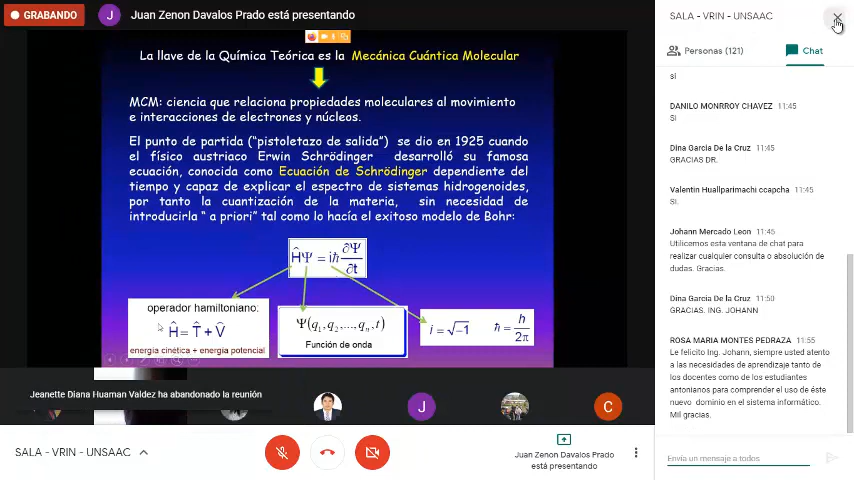 GRABANDO
J
Juan Zenon Davalos Prado está presentando
La llave de la Química Teórica es la Mecánica Cuántica Molecular
MCM: ciencia que relaciona propiedades moleculares al movimiento
e interacciones de electrones y núcleos.
El punto de partida ("pistoletazo de salida") se dio en 1925 cuando
el físico austriaco Erwin Schrödinger desarrolló su famosa
ecuación, conocida como Ecuación de Schrödinger dependiente del
tiempo y capaz de explicar el espectro de sistemas hidrogenoides,
por tanto la cuantización de la materia, sin necesidad de
introducirla " a priori" tal como lo hacía el exitoso modelo de Bohr:
ĤΨ = iħ ∂Ψ/∂t
operador hamiltoniano:
Ĥ = T̂ + V̂
energía cinética + energía potencial
Ψ(q₁, q₂,..., qₙ, t)
Función de onda
i = √−1 ħ = h/2π
Jeanette Diana Huaman Valdez ha abandonado la reunión
J
C
SALA - VRIN - UNSAAC
Juan Zenon Davalos Prado
está presentando
SALA - VRIN - UNSAAC
Personas (121)
Chat
si
DANILO MONRROY CHAVEZ 11:45
Si
Dina Garcia De la Cruz 11:45
GRACIAS DR.
Valentin Huallparimachi ccapcha 11:45
Si.
Johann Mercado Leon 11:45
Utilicemos esta ventana de chat para
realizar cualquier consulta o absolución de
dudas. Gracias.
Dina Garcia De la Cruz 11:50
GRACIAS. ING. JOHANN
ROSA MARIA MONTES PEDRAZA 11:55
Le felicito Ing. Johann, siempre usted atento
a las necesidades de aprendizaje tanto de
los docentes como de los estudiantes
antonianos para comprender el uso de éste
nuevo dominio en el sistema informático.
Mil gracias.
Envía un mensaje a todos